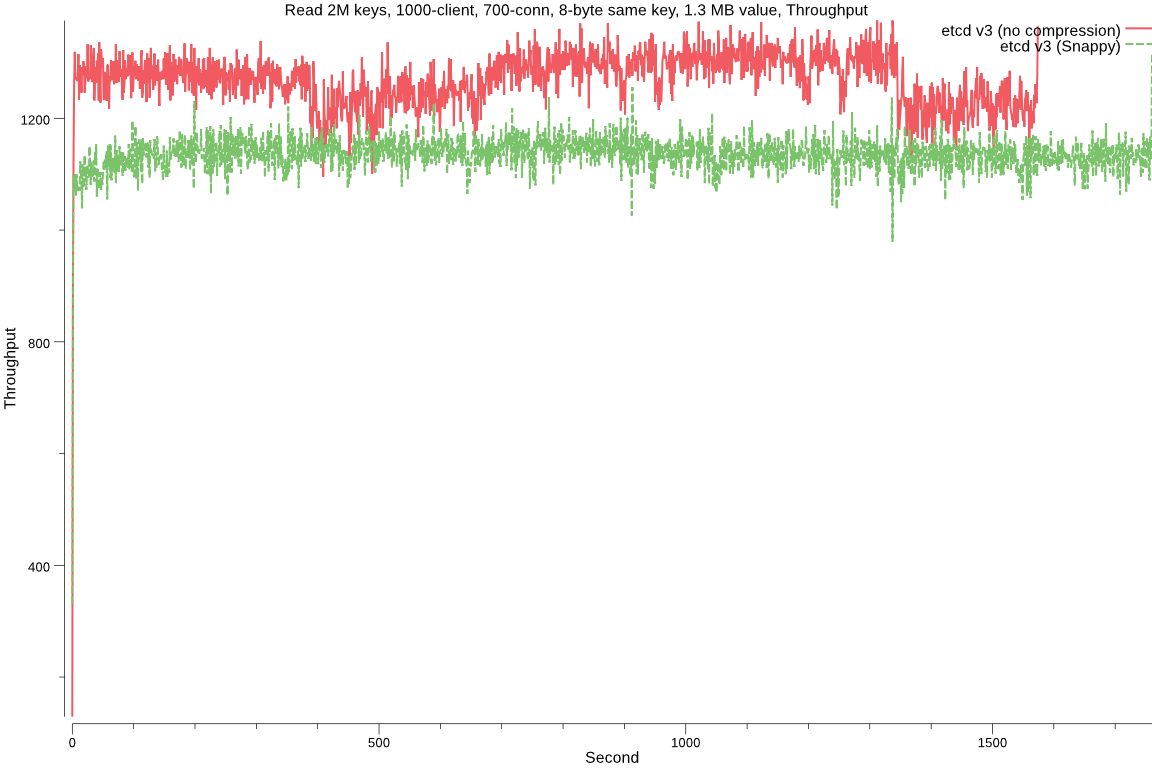 Read 2M keys, 1000-client, 700-conn, 8-byte same key, 1.3 MB value, Throughput
etcd v3 (no compression)
etcd v3 (Snappy)
1200
800
400
Throughput
0
500
1000
1500
Second